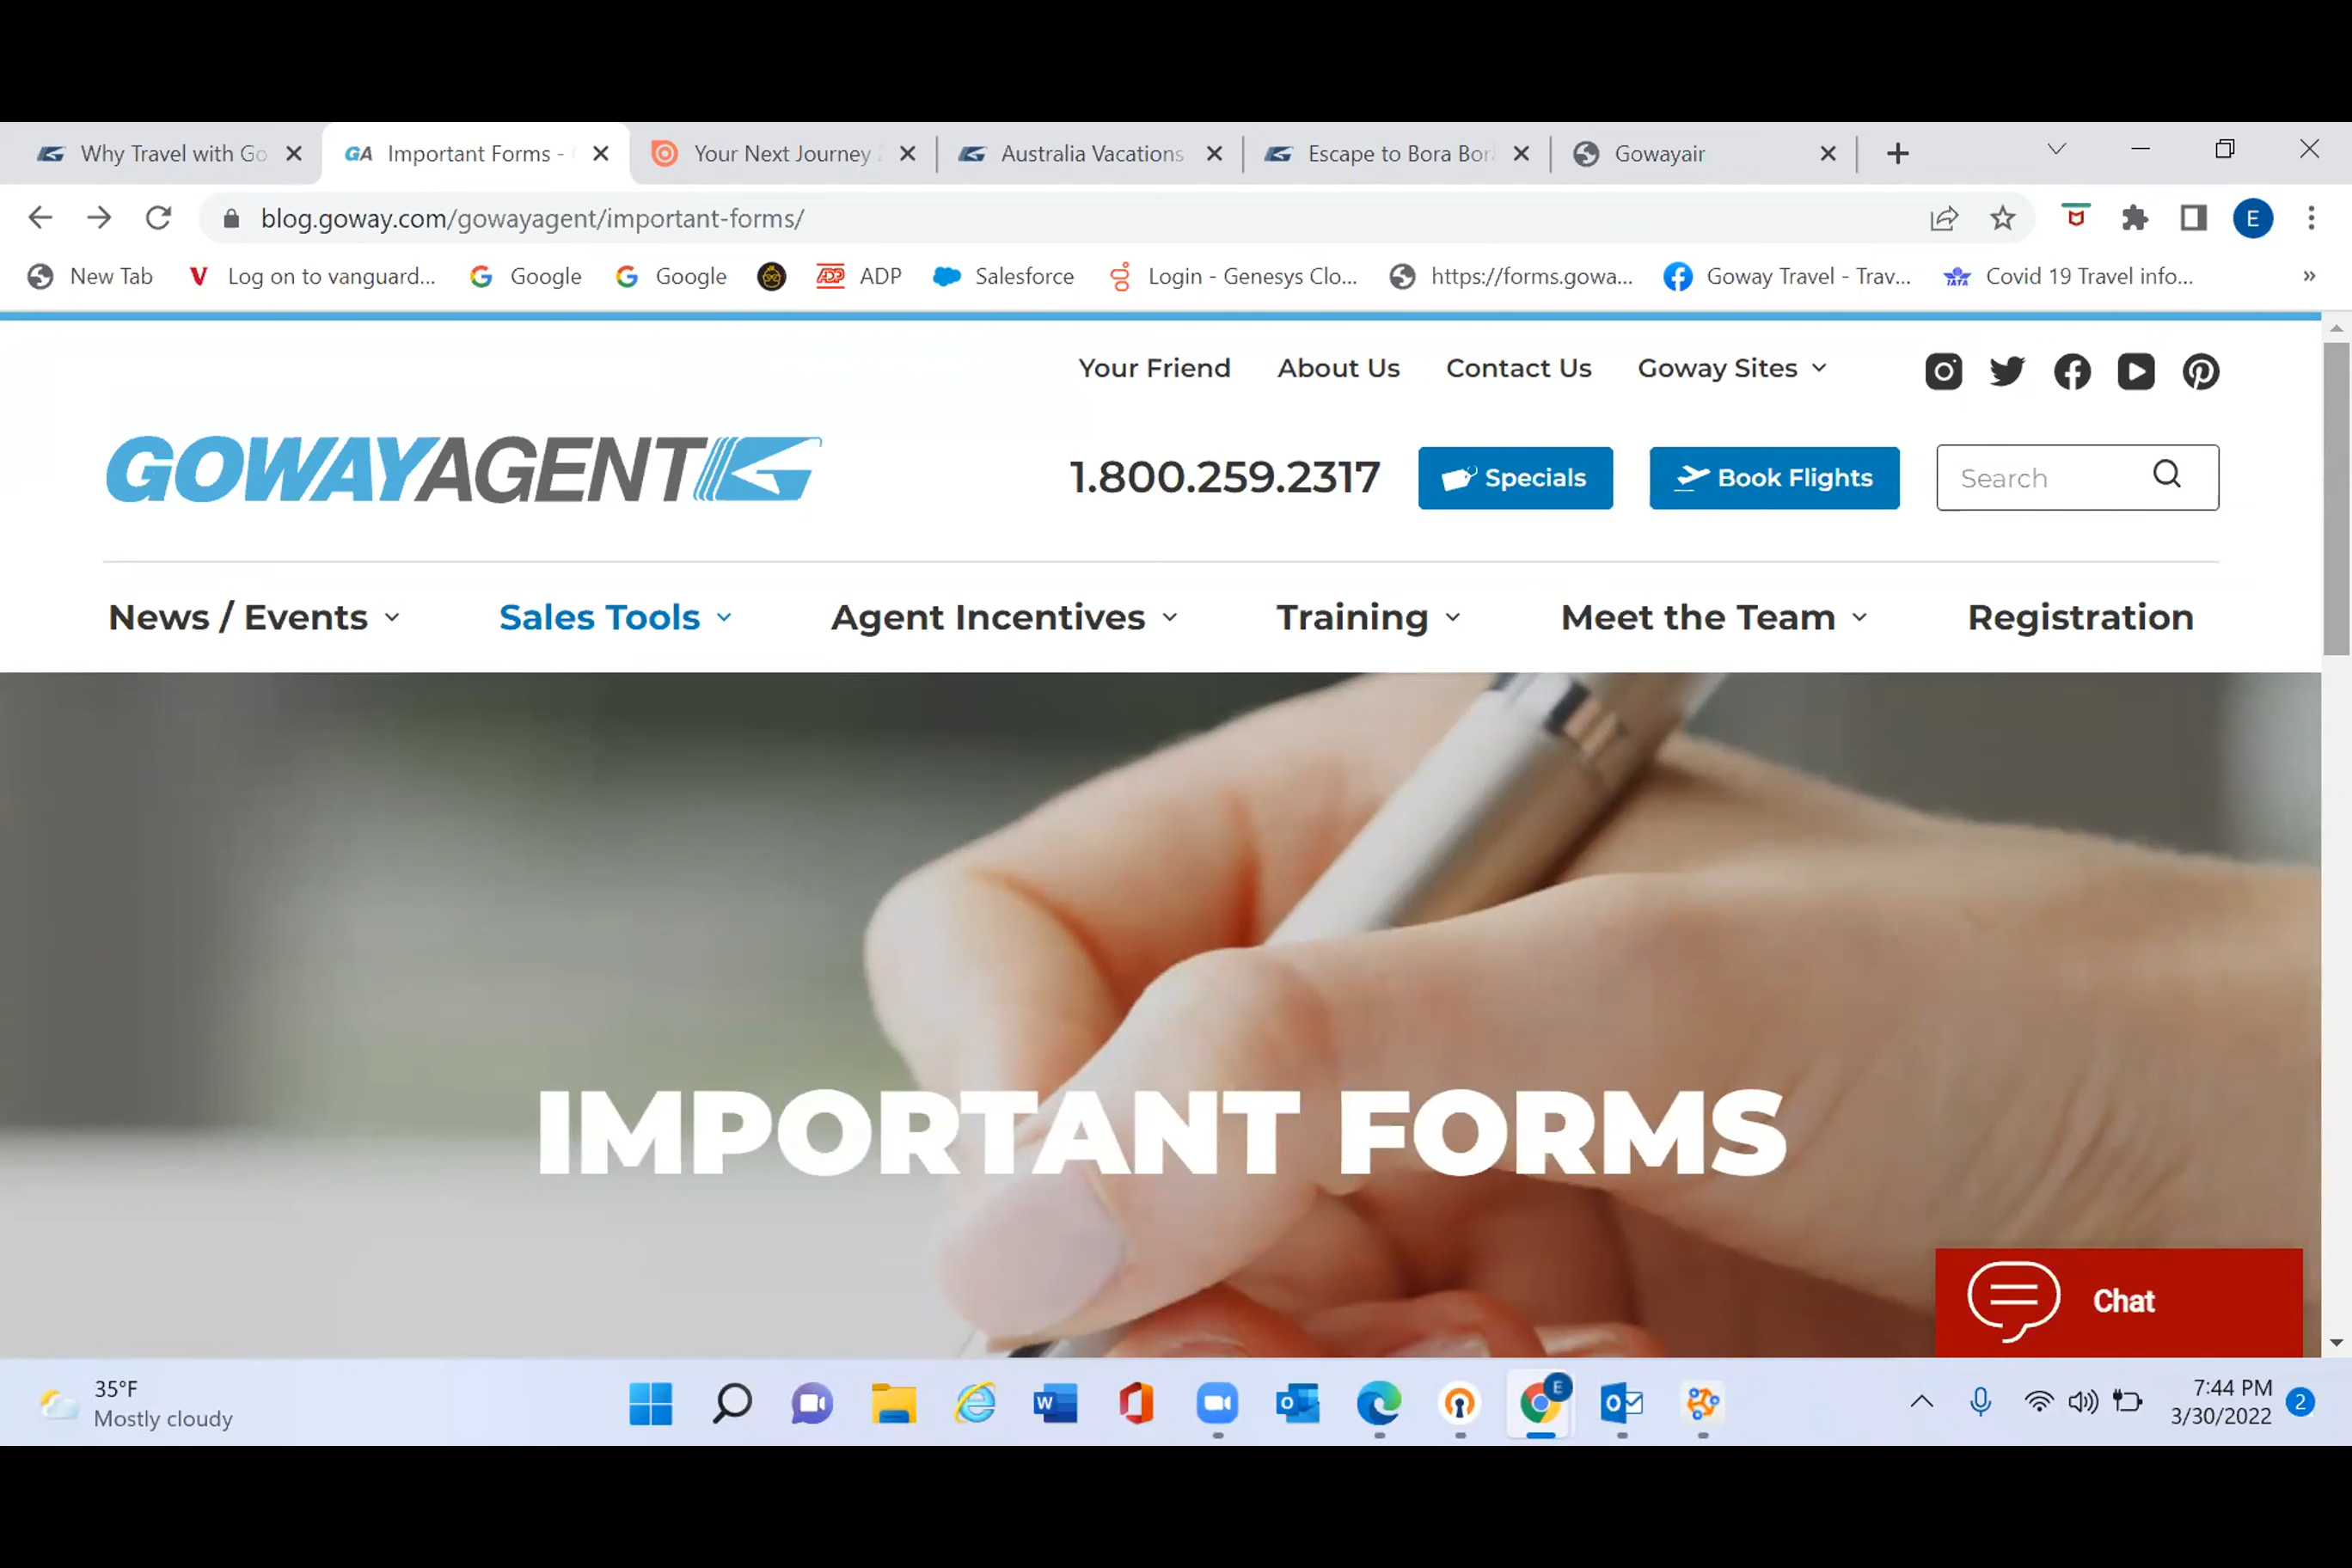 Why Travel with Go
Important Forms -
Your Next Journey
Australia Vacations
Escape to Bora Bor
Gowayair
blog.goway.com/gowayagent/important-forms/
E
New Tab
Log on to vanguard...
Google
Google
ADP
Salesforce
Login - Genesys Clo...
https://forms.gowa...
Goway Travel - Trav...
Covid 19 Travel info...
»
Your Friend
About Us
Contact Us
Goway Sites
GOWAYAGENT
1.800.259.2317
Specials
Book Flights
Search
News / Events
Sales Tools
Agent Incentives
Training
Meet the Team
Registration
IMPORTANT FORMS
Chat
35°F
Mostly cloudy
7:44 PM
3/30/2022
2